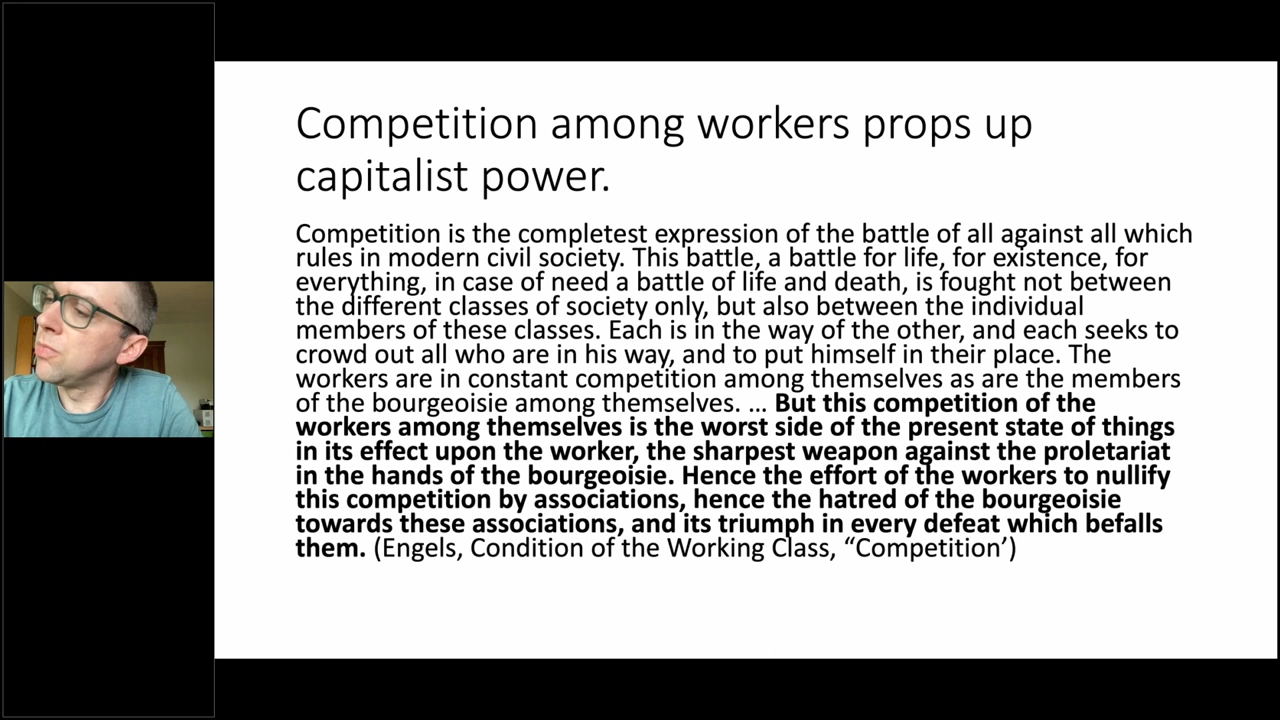 Competition among workers props up
capitalist power.
Competition is the completest expression of the battle of all against all which
rules in modern civil society. This battle, a battle for life, for existence, for
everything, in case of need a battle of life and death, is fought not between
the different classes of society only, but also between the individual
members of these classes. Each is in the way of the other, and each seeks to
crowd out all who are in his way, and to put himself in their place. The
workers are in constant competition among themselves as are the members
of the bourgeoisie among themselves. … But this competition of the
workers among themselves is the worst side of the present state of things
in its effect upon the worker, the sharpest weapon against the proletariat
in the hands of the bourgeoisie. Hence the effort of the workers to nullify
this competition by associations, hence the hatred of the bourgeoisie
towards these associations, and its triumph in every defeat which befalls
them. (Engels, Condition of the Working Class, “Competition’)